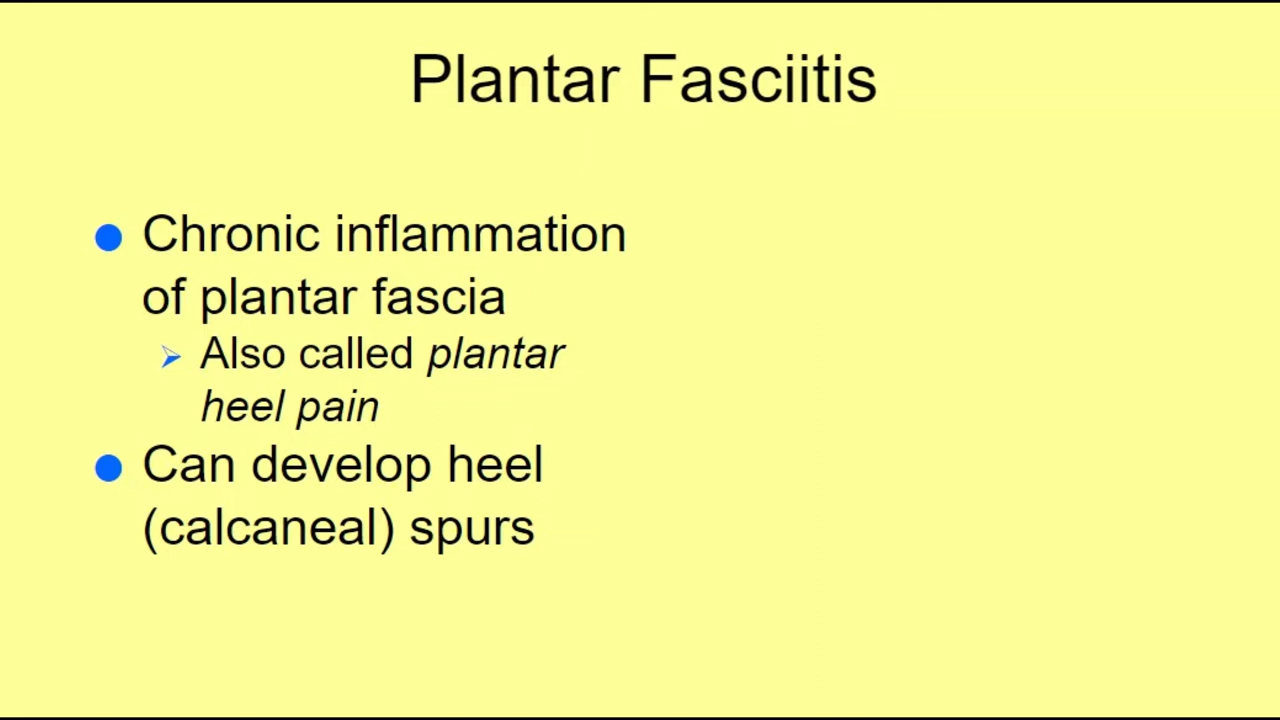 Plantar Fasciitis
Chronic inflammation
of plantar fascia
Also called plantar
heel pain
Can develop heel
(calcaneal) spurs